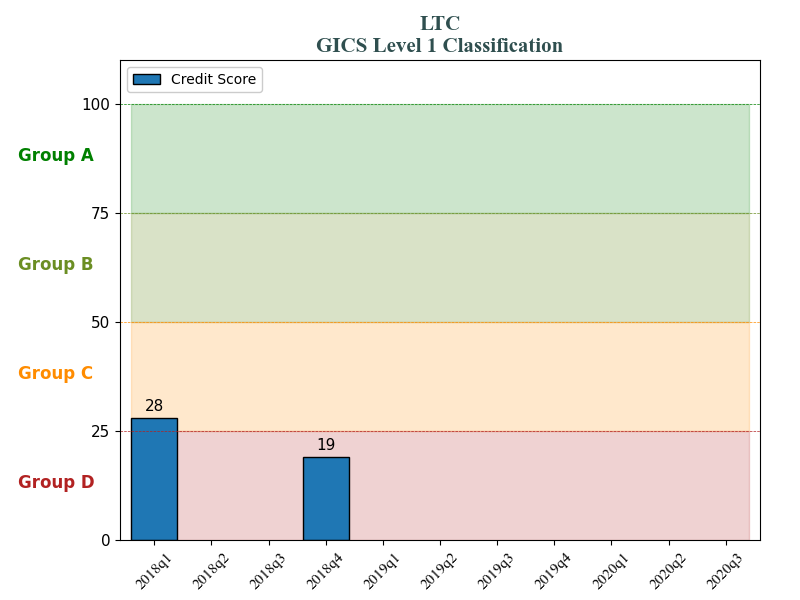 LTC
GICS Level 1 Classification
Credit Score
100
Group A
75
Group B
50
Group C
28
25
19
Group D
0
2018q1
2018q2
2018q3
2018q4
2019q1
2019q2
2019q3
2019q4
2020q1
2020q2
2020q3